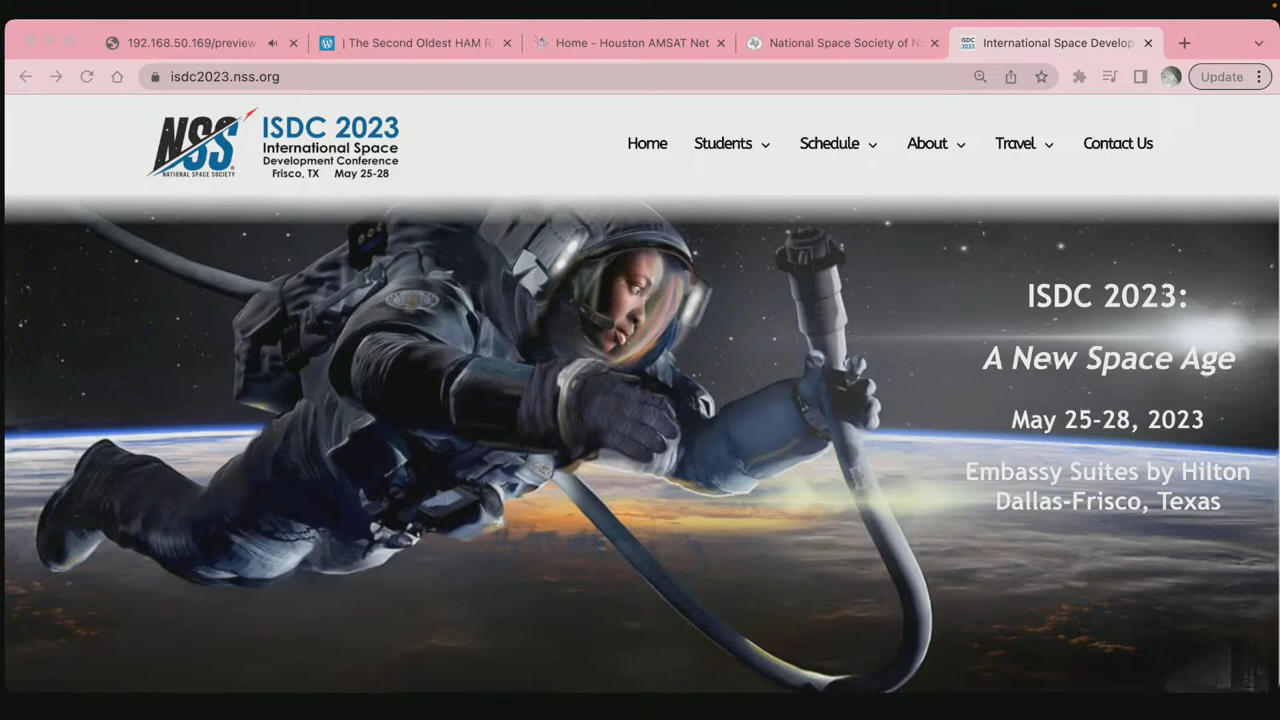 192.168.50.169/preview
| The Second Oldest HAM R
Home - Houston AMSAT Net
National Space Society of N
International Space Develop
isdc2023.nss.org
Update
NSS
NATIONAL SPACE SOCIETY
ISDC 2023
International Space
Development Conference
Frisco, TX May 25-28
Home
Students
Schedule
About
Travel
Contact Us
ISDC 2023:
A New Space Age
May 25-28, 2023
Embassy Suites by Hilton
Dallas-Frisco, Texas